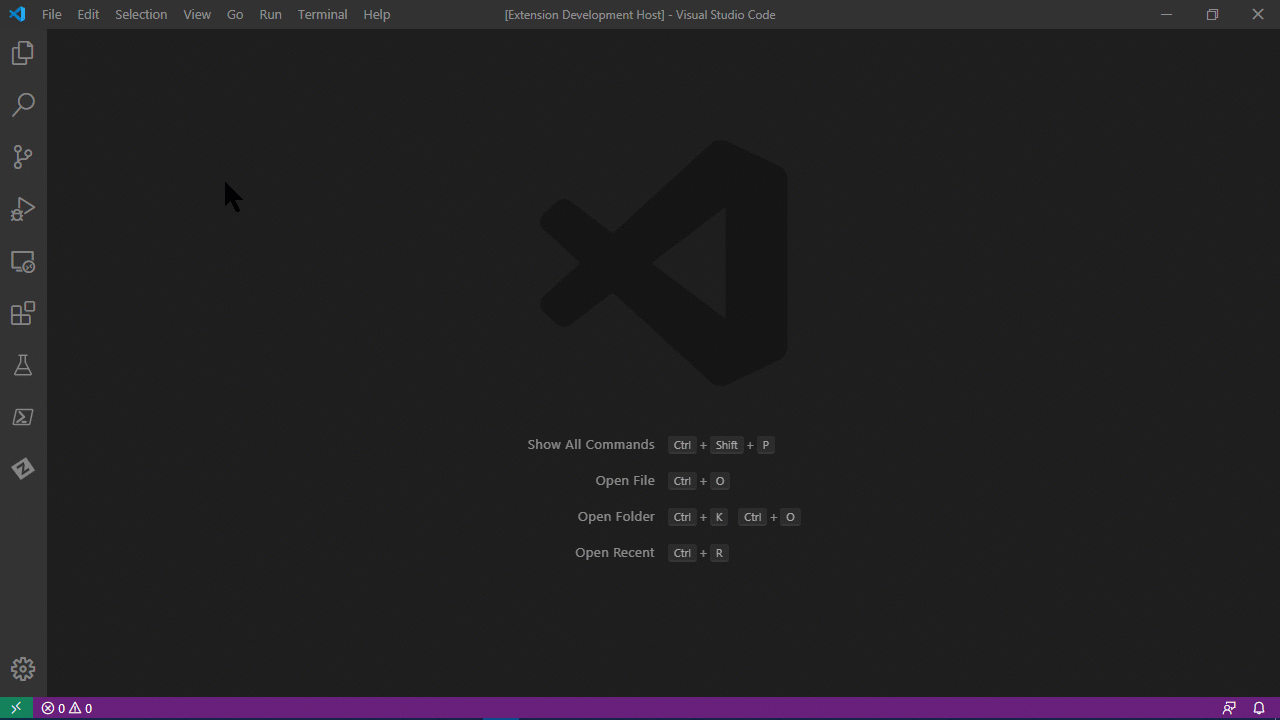 File Edit Selection View Go Run Terminal Help [Extension Development Host] - Visual Studio Code
Show All Commands Ctrl + Shift + P
Open File Ctrl + O
Open Folder Ctrl + K Ctrl + O
Open Recent Ctrl + R
0 0